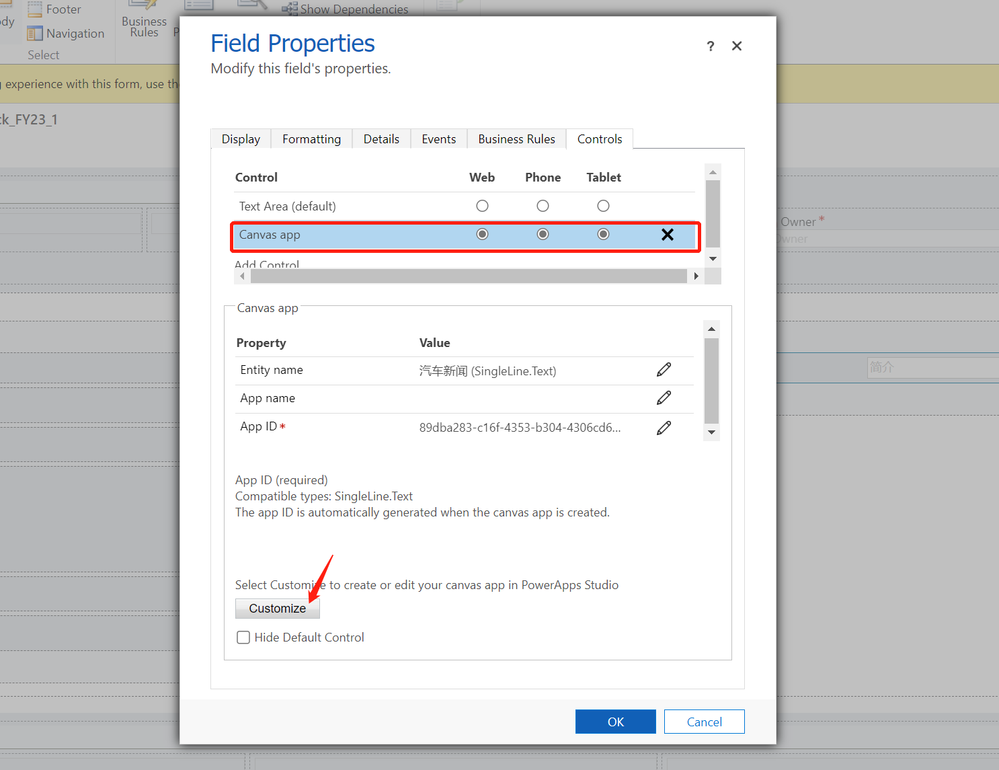 Footer
Navigation
Select
Business
Rules
Show Dependencies
experience with this form, use the
ck_FY23_1
Field Properties
?
Modify this field's properties.
Display Formatting Details Events Business Rules Controls
Control Web Phone Tablet
Text Area (default)
Canvas app
Add Control
Canvas app
Property Value
Entity name 汽车新闻 (SingleLine.Text)
App name
App ID* 89dba283-c16f-4353-b304-4306cd6...
App ID (required)
Compatible types: SingleLine.Text
The app ID is automatically generated when the canvas app is created.
Select Customize to create or edit your canvas app in PowerApps Studio
Customize
Hide Default Control
OK Cancel
Owner*
Owner
简介